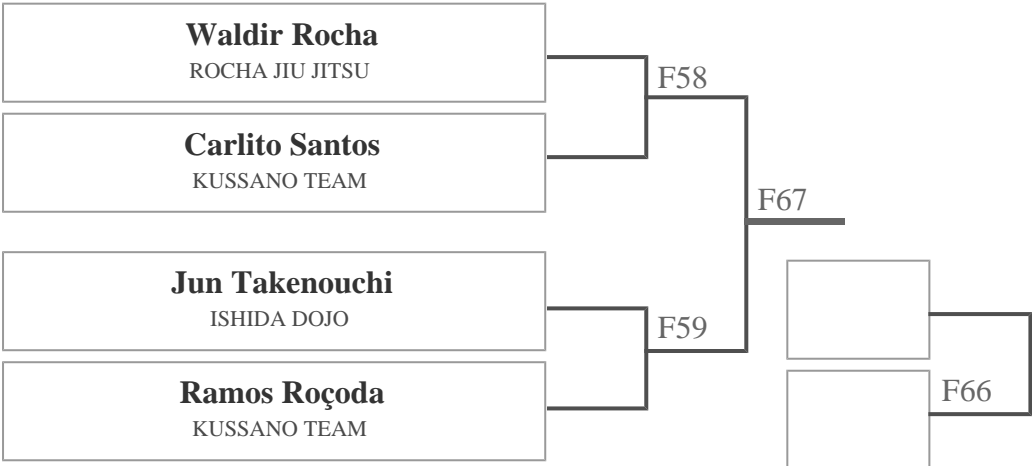 Waldir Rocha
ROCHA JIU JITSU
F58
Carlito Santos
KUSSANO TEAM
F67
Jun Takenouchi
ISHIDA DOJO
F59
Ramos Roçoda
KUSSANO TEAM
F66